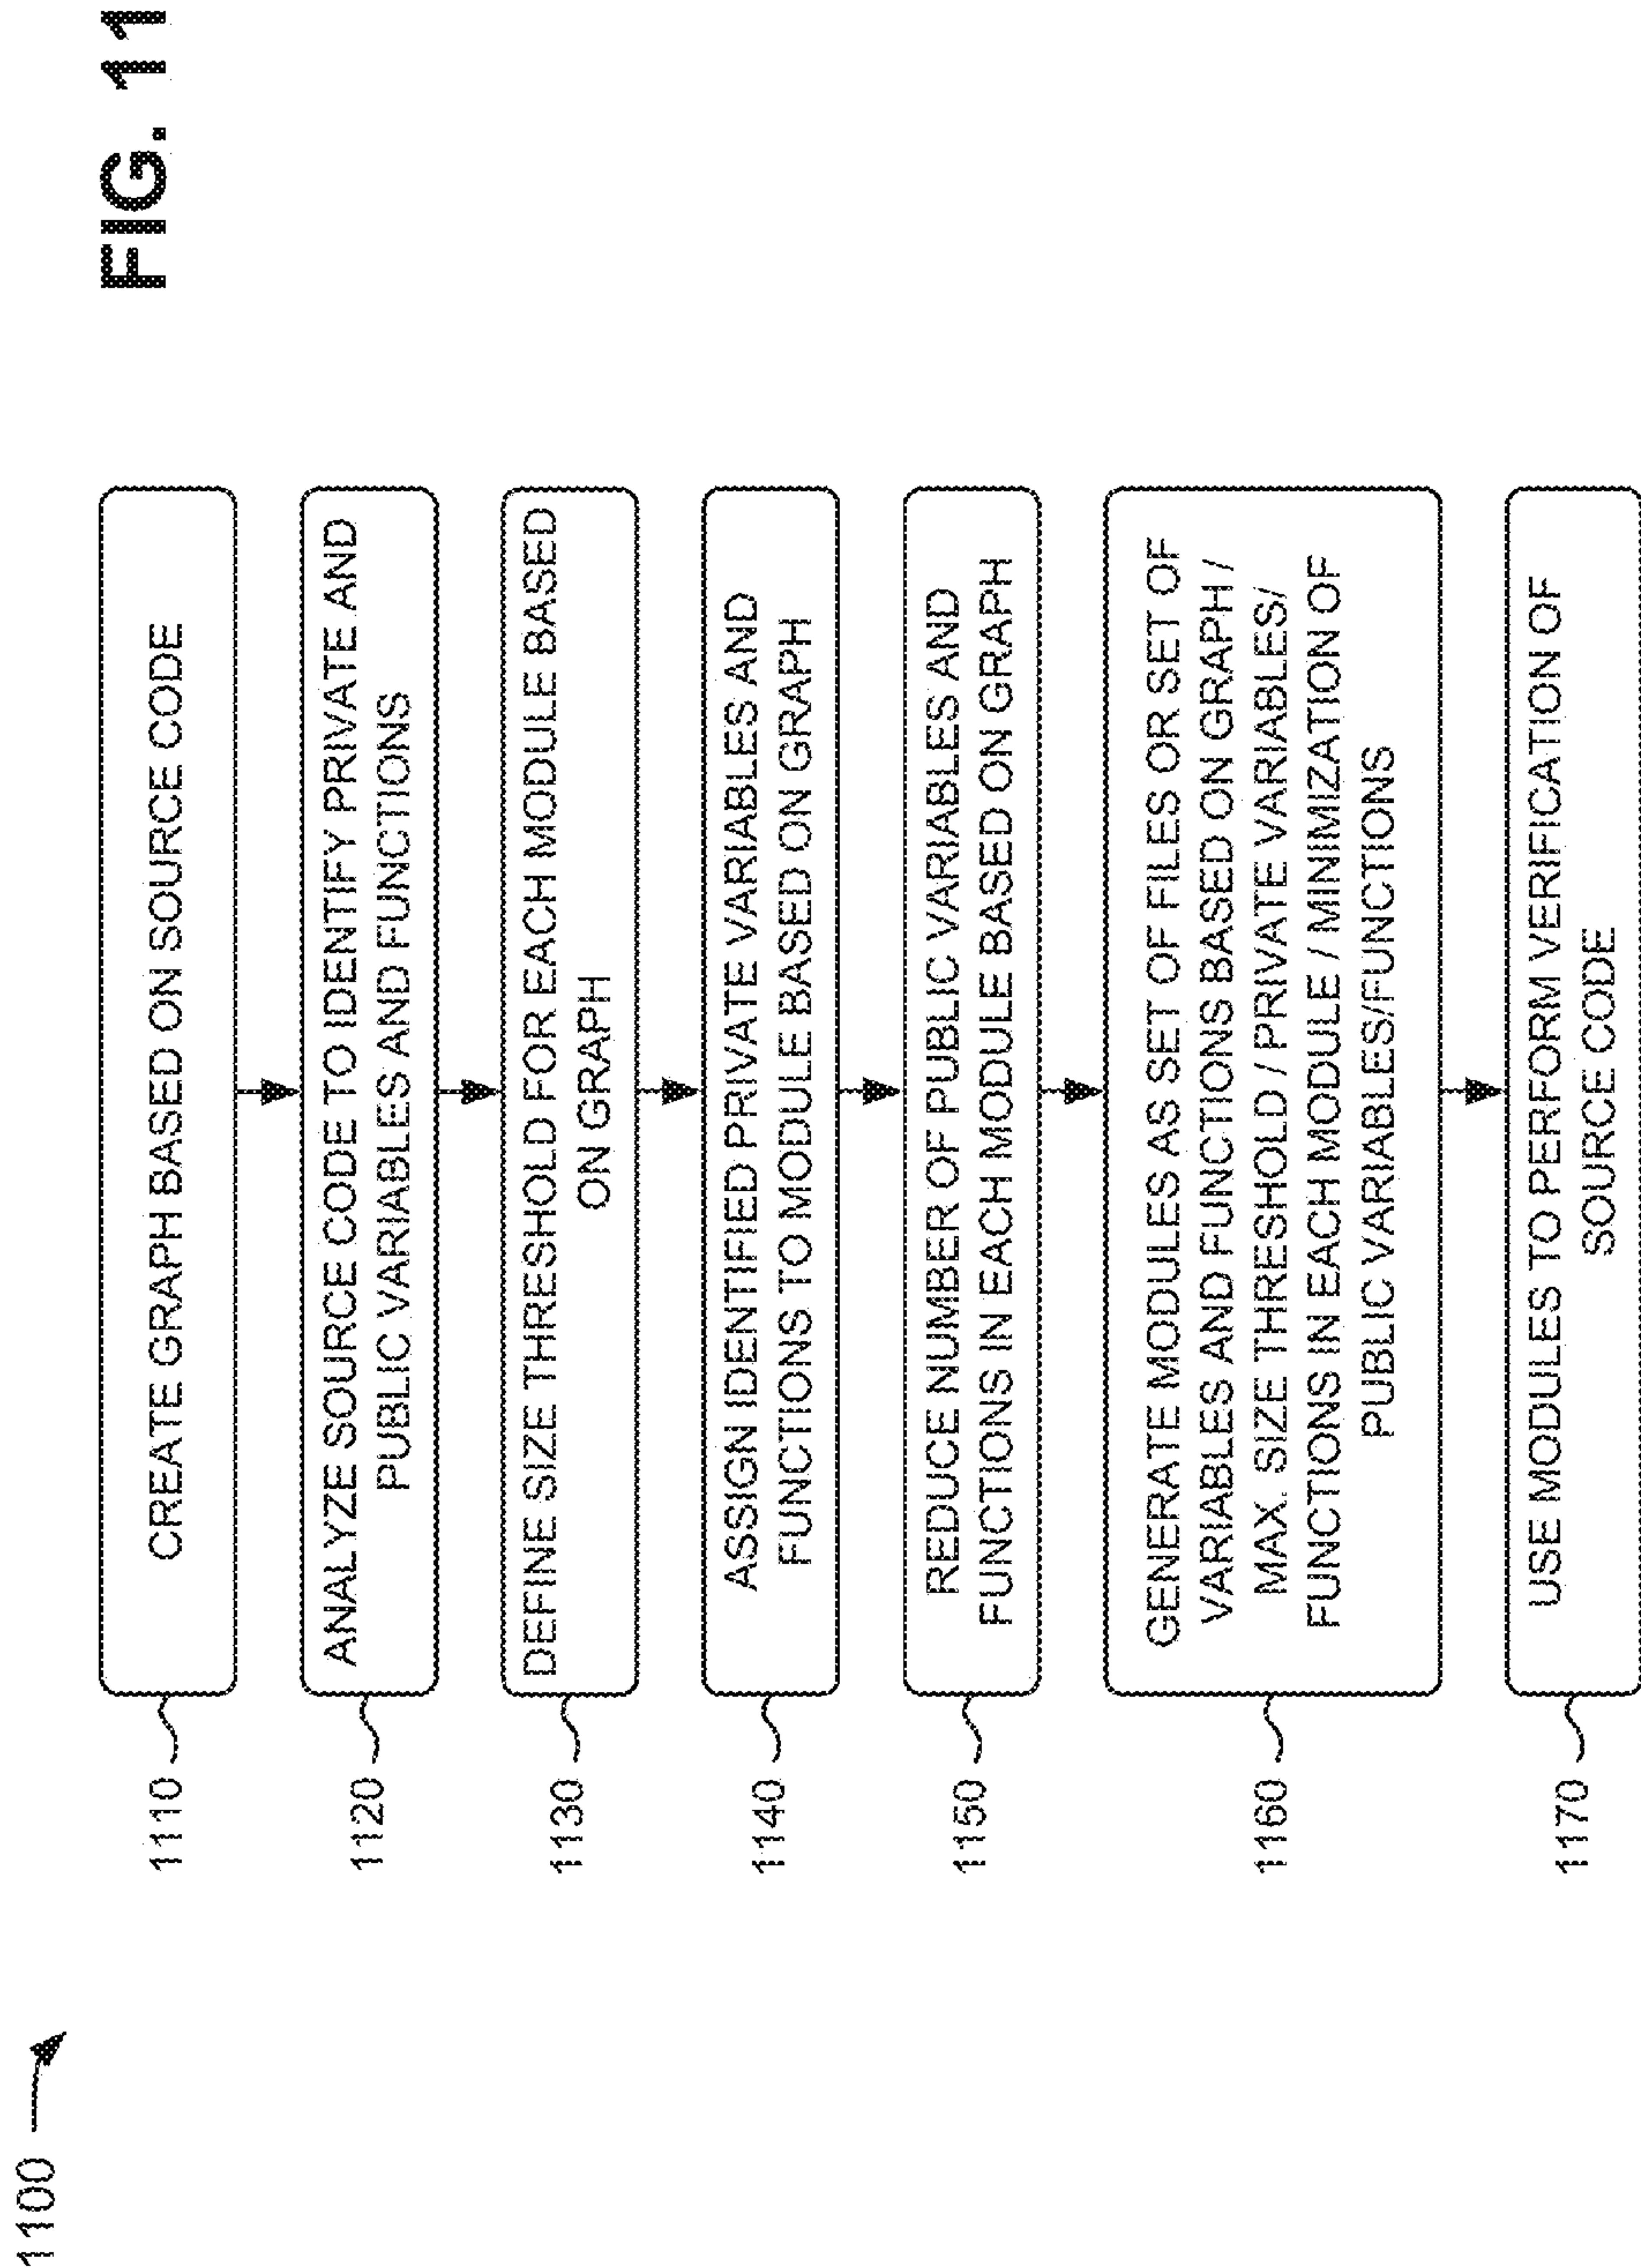 1100
FIG. 11
1110
CREATE GRAPH BASED ON SOURCE CODE
1120
ANALYZE SOURCE CODE TO IDENTIFY PRIVATE AND
PUBLIC VARIABLES AND FUNCTIONS
1130
DEFINE SIZE THRESHOLD FOR EACH MODULE BASED
ON GRAPH
1140
ASSIGN IDENTIFIED PRIVATE VARIABLES AND
FUNCTIONS TO MODULE BASED ON GRAPH
1150
REDUCE NUMBER OF PUBLIC VARIABLES AND
FUNCTIONS IN EACH MODULE BASED ON GRAPH
1160
GENERATE MODULES AS SET OF FILES OR SET OF
VARIABLES AND FUNCTIONS BASED ON GRAPH /
MAX. SIZE THRESHOLD / PRIVATE VARIABLES/
FUNCTIONS IN EACH MODULE / MINIMIZATION OF
PUBLIC VARIABLES/FUNCTIONS
1170
USE MODULES TO PERFORM VERIFICATION OF
SOURCE CODE